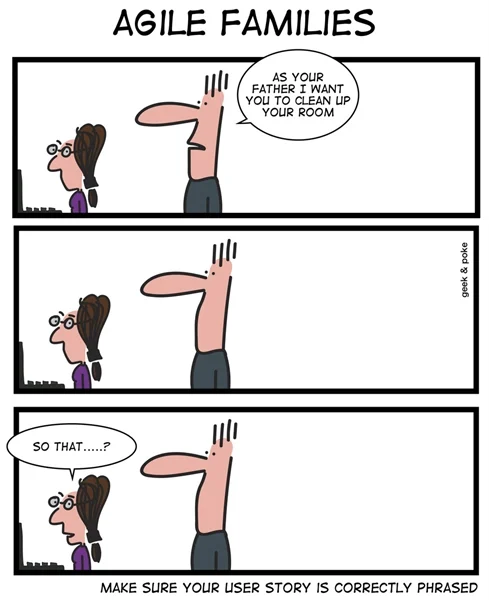 AGILE FAMILIES
AS YOUR
FATHER I WANT
YOU TO CLEAN UP
YOUR ROOM
geek & poke
SO THAT.....?
MAKE SURE YOUR USER STORY IS CORRECTLY PHRASED